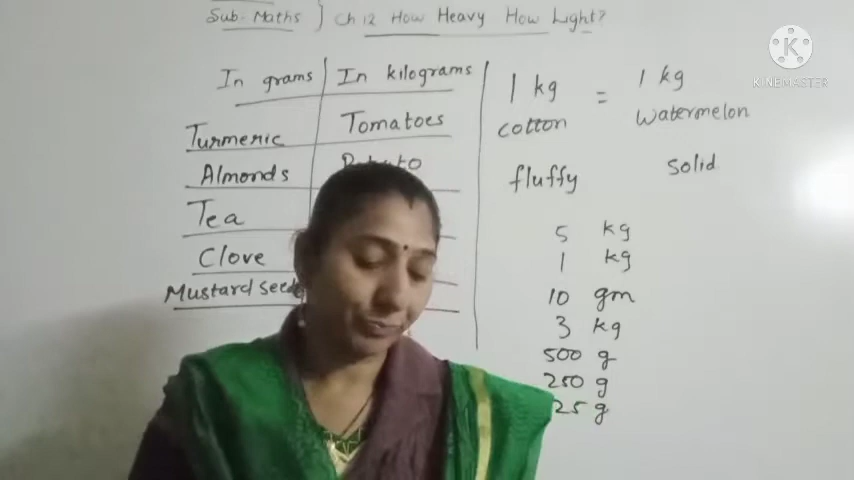 Sub- Maths } Ch 12 How Heavy How Light?
In grams
In kilograms
Turmeric
Tomatoes
Almonds
Tea
Clove
Mustard seeds
1 kg = 1 kg
cotton
watermelon
fluffy
solid
5 kg
1 kg
10 gm
3 kg
500 g
250 g
25 g
KINEMASTER